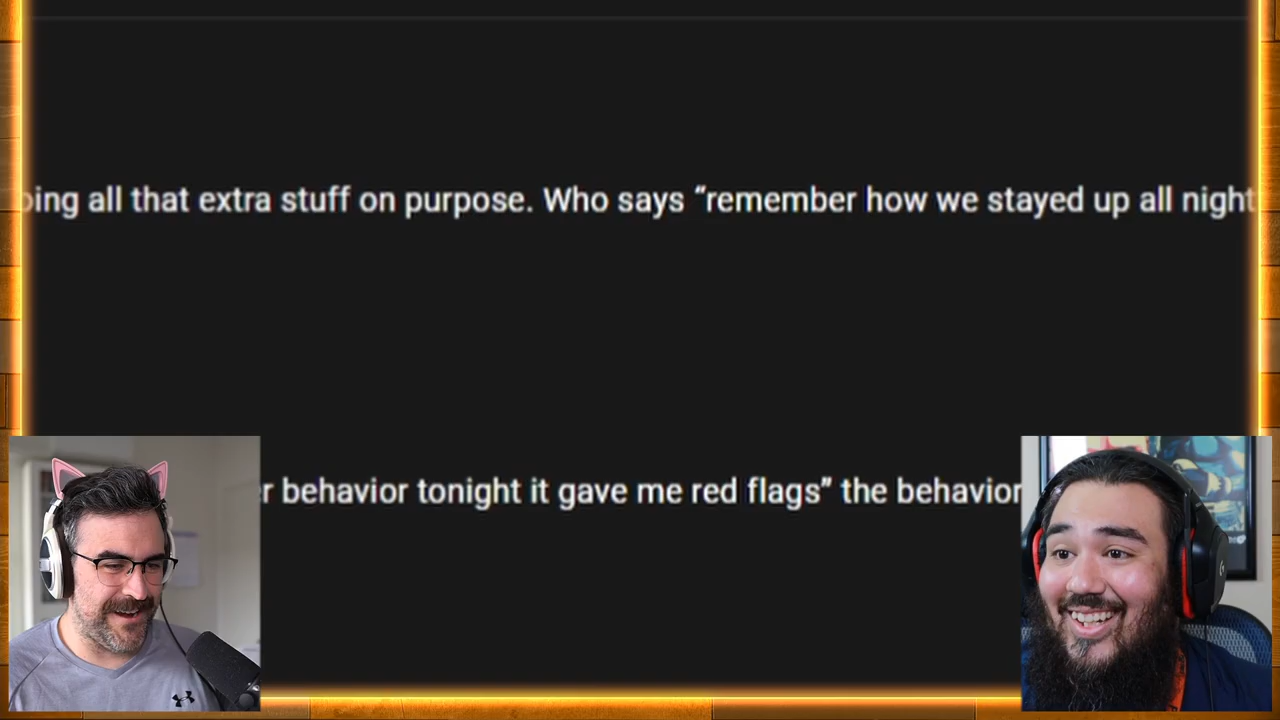 oing all that extra stuff on purpose. Who says “remember how we stayed up all night
r behavior tonight it gave me red flags” the behavior